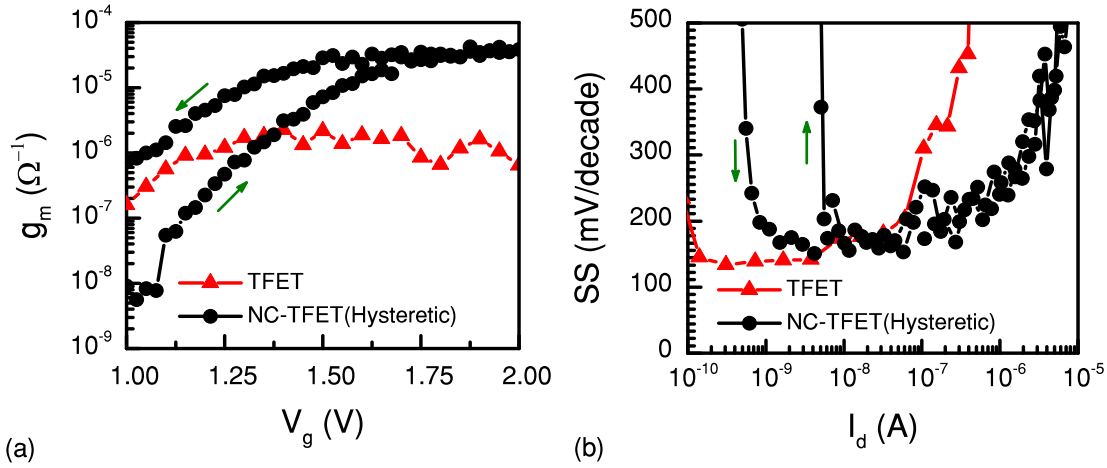 10⁻⁴
10⁻⁵
10⁻⁶
10⁻⁷
10⁻⁸
10⁻⁹
gₘ (Ω⁻¹)
TFET
NC-TFET(Hysteretic)
1.00 1.25 1.50 1.75 2.00
V_g (V)
(a)
500
400
300
200
100
0
SS (mV/decade)
TFET
NC-TFET(Hysteretic)
10⁻¹⁰ 10⁻⁹ 10⁻⁸ 10⁻⁷ 10⁻⁶ 10⁻⁵
I_d (A)
(b)